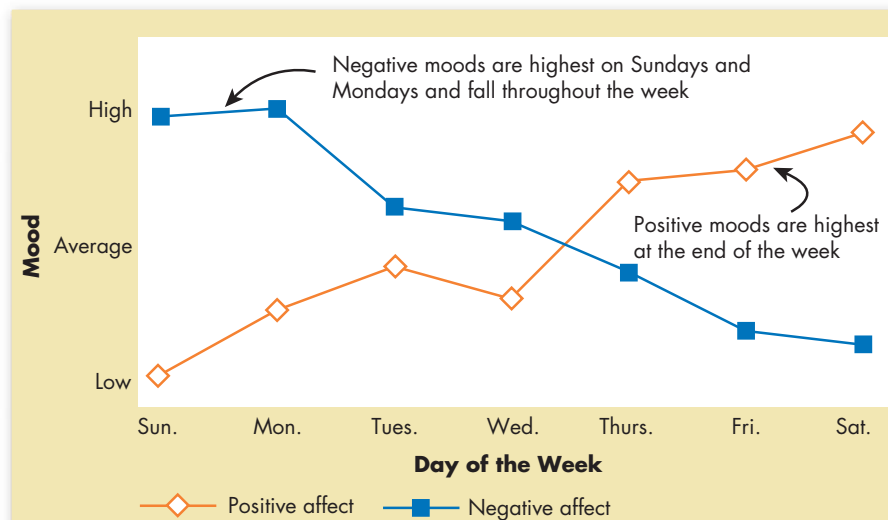 Negative moods are highest on Sundays and
Mondays and fall throughout the week
High
Positive moods are highest
at the end of the week
Average
Mood
Low
Sun. Mon. Tues. Wed. Thurs. Fri. Sat.
Day of the Week
Positive affect Negative affect